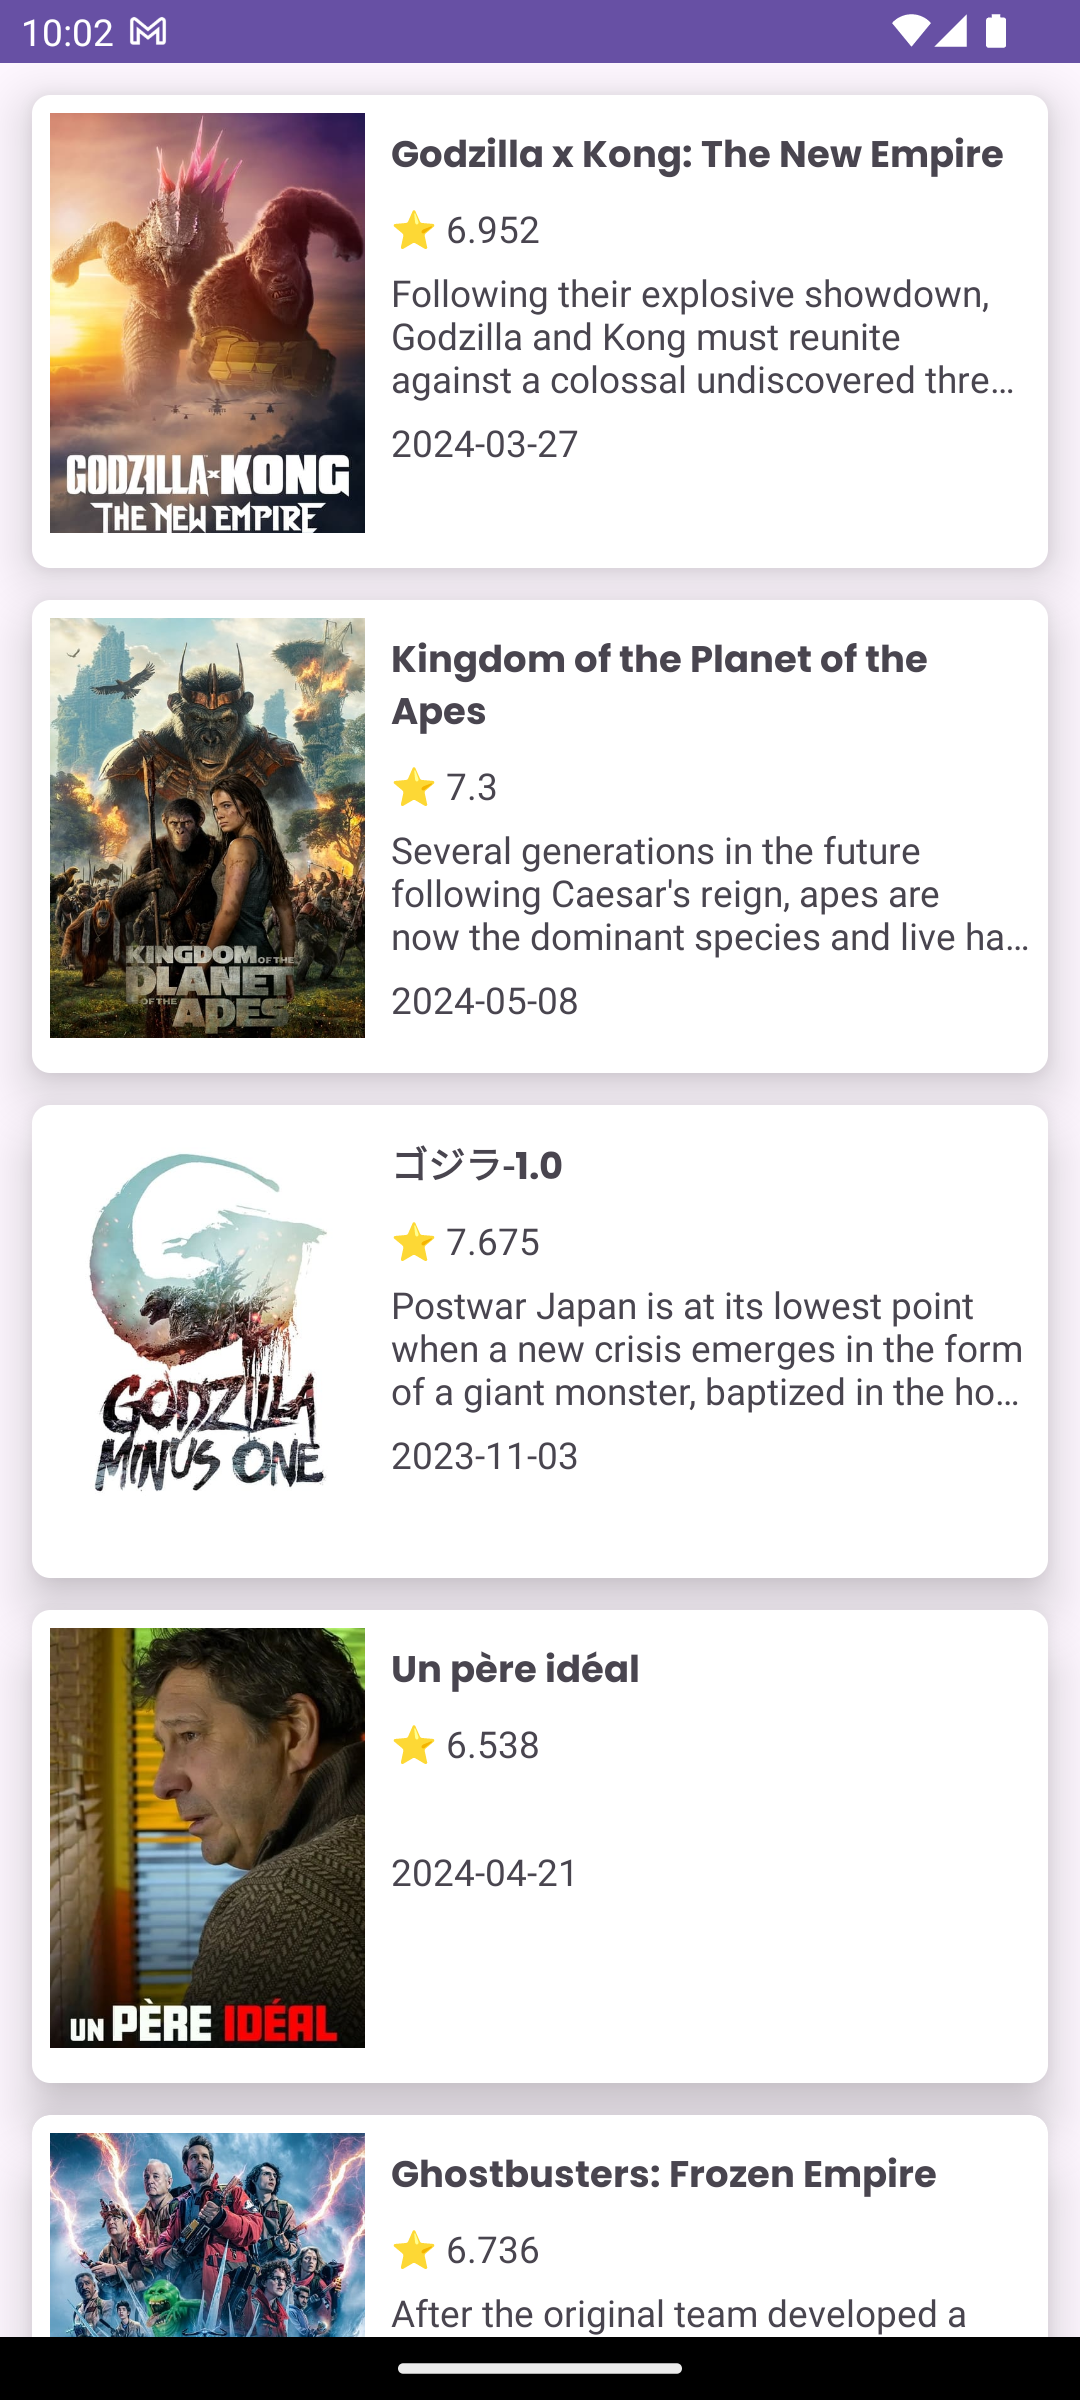 10:02
GODZILLA x KONG
THE NEW EMPIRE
Godzilla x Kong: The New Empire
⭐ 6.952
Following their explosive showdown,
Godzilla and Kong must reunite
against a colossal undiscovered thre…
2024-03-27
KINGDOM OF THE
PLANET
OF THE APES
Kingdom of the Planet of the
Apes
⭐ 7.3
Several generations in the future
following Caesar's reign, apes are
now the dominant species and live ha…
2024-05-08
GODZILLA
MINUS ONE
ゴジラ-1.0
⭐ 7.675
Postwar Japan is at its lowest point
when a new crisis emerges in the form
of a giant monster, baptized in the ho…
2023-11-03
UN PÈRE IDÉAL
Un père idéal
⭐ 6.538
2024-04-21
Ghostbusters: Frozen Empire
⭐ 6.736
After the original team developed a